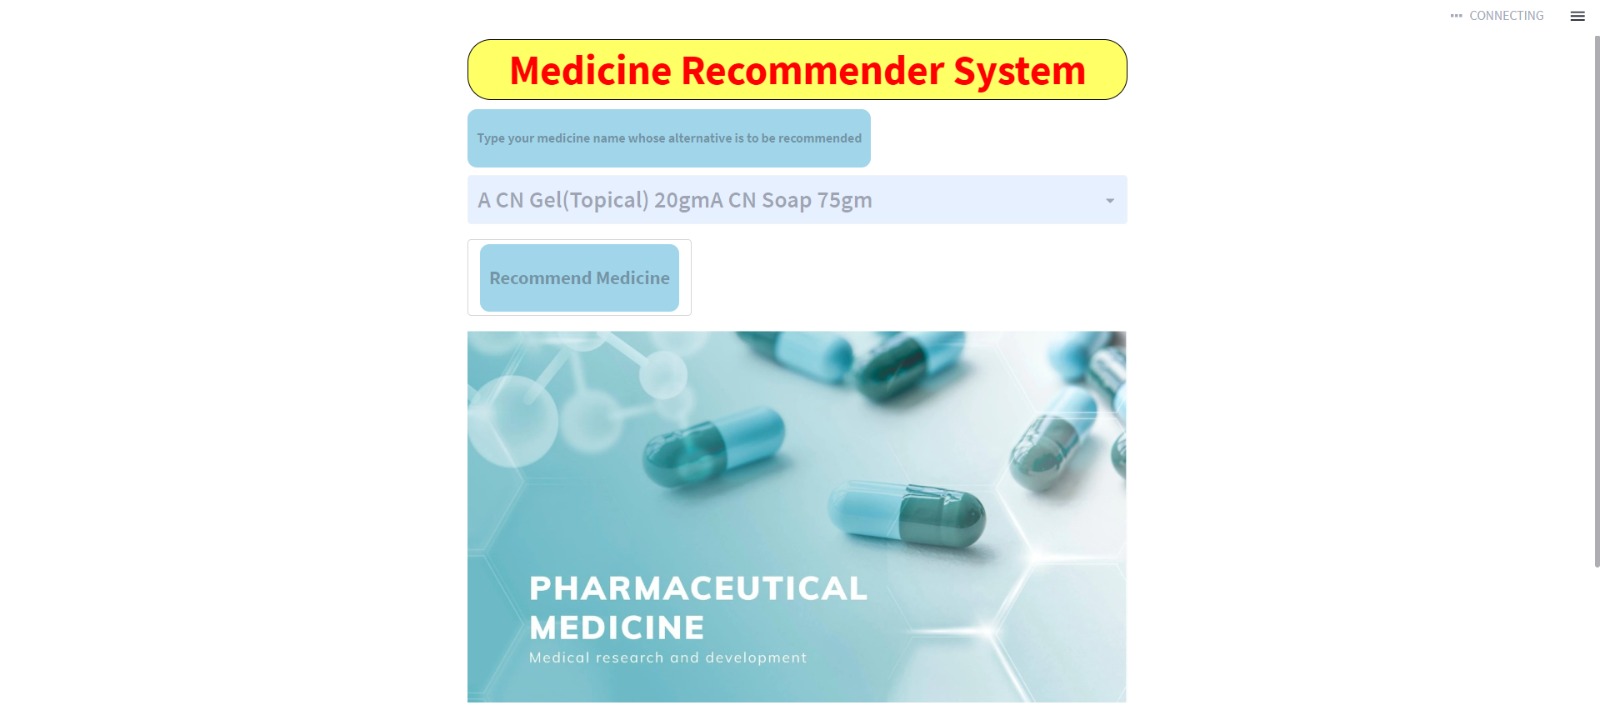 CONNECTING
Medicine Recommender System
Type your medicine name whose alternative is to be recommended
A CN Gel(Topical) 20gmA CN Soap 75gm
Recommend Medicine
PHARMACEUTICAL
MEDICINE
Medical research and development